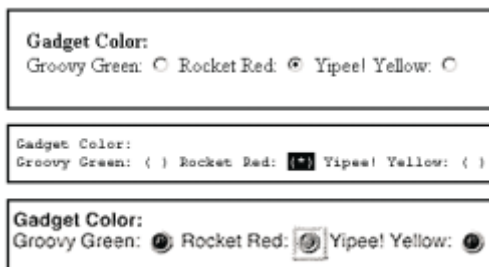 Gadget Color:
Groovy Green: Rocket Red: Yipee! Yellow:
Gadget Color:
Groovy Green: ( ) Rocket Red: (*) Yipee! Yellow: ( )
Gadget Color:
Groovy Green: Rocket Red: Yipee! Yellow: